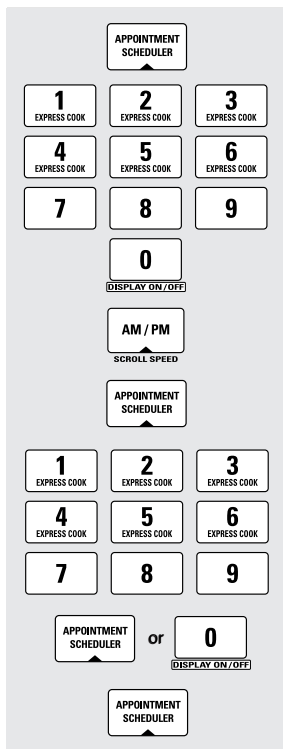 APPOINTMENT
SCHEDULER
1 2 3
EXPRESS COOK EXPRESS COOK EXPRESS COOK
4 5 6
EXPRESS COOK EXPRESS COOK EXPRESS COOK
7 8 9
0
DISPLAY ON/OFF
AM / PM
SCROLL SPEED
APPOINTMENT
SCHEDULER
1 2 3
EXPRESS COOK EXPRESS COOK EXPRESS COOK
4 5 6
EXPRESS COOK EXPRESS COOK EXPRESS COOK
7 8 9
APPOINTMENT
SCHEDULER or 0
DISPLAY ON/OFF
APPOINTMENT
SCHEDULER